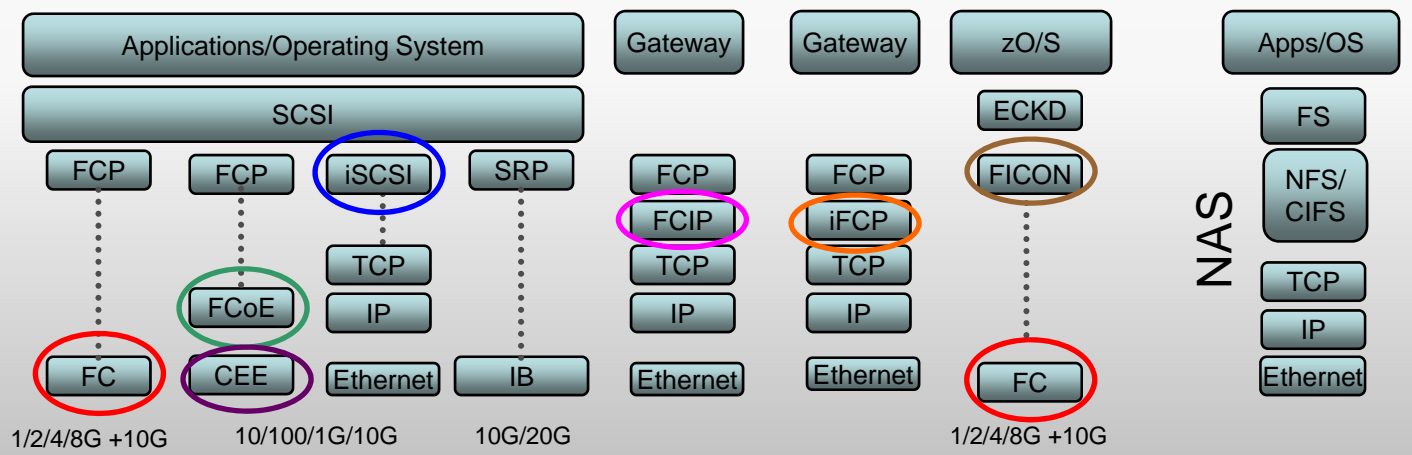 Applications/Operating System
Gateway
Gateway
zO/S
Apps/OS
SCSI
ECKD
FS
FCP
FCP
iSCSI
SRP
FCP
FCP
FICON
NFS/
CIFS
FCIP
iFCP
NAS
TCP
TCP
TCP
TCP
FCoE
IP
IP
IP
IP
FC
CEE
Ethernet
IB
Ethernet
Ethernet
FC
Ethernet
1/2/4/8G +10G
10/100/1G/10G
10G/20G
1/2/4/8G +10G